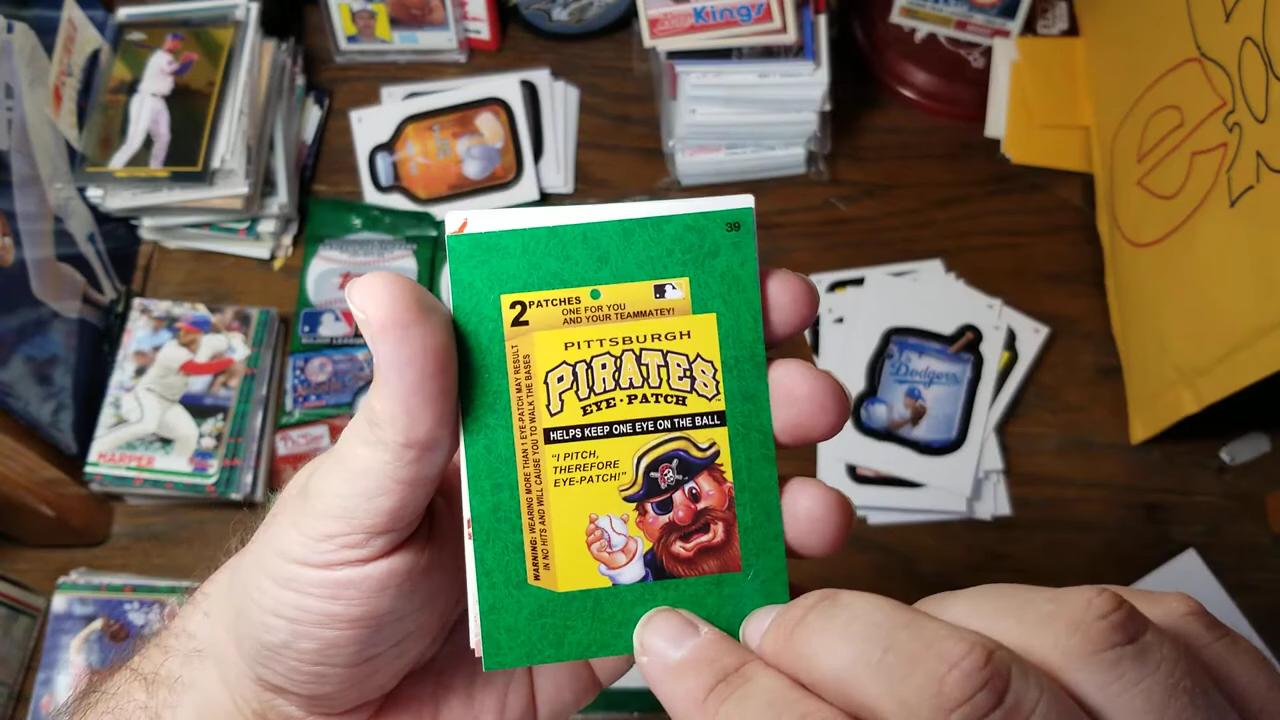 Kings
39
2 PATCHES
ONE FOR YOU
AND YOUR TEAMMATEY!
PITTSBURGH
PIRATES
EYE-PATCH
HELPS KEEP ONE EYE ON THE BALL
"I PITCH,
THEREFORE
EYE-PATCH!"
WARNING: WEARING MORE THAN 1 EYE-PATCH MAY RESULT
IN NO HITS AND WILL CAUSE YOU TO WALK THE BASES
Dodgers
HARPER